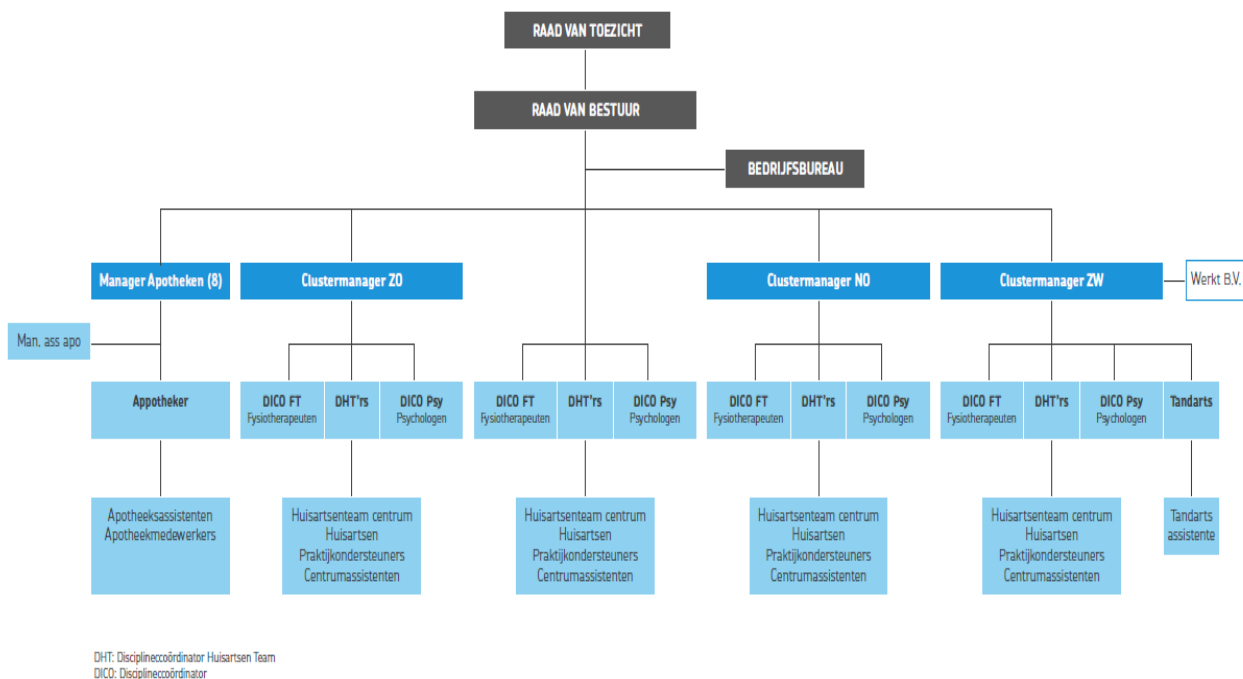 RAAD VAN TOEZICHT
RAAD VAN BESTUUR
BEDRIJFSBUREAU
Manager Apotheken (8)
Clustermanager ZO
Clustermanager NO
Clustermanager ZW
Werkt B.V.
Man. ass apo
Appotheker
DICO FT
Fysiotherapeuten
DHT'rs
DICO Psy
Psychologen
DICO FT
Fysiotherapeuten
DHT'rs
DICO Psy
Psychologen
DICO FT
Fysiotherapeuten
DHT'rs
DICO Psy
Psychologen
DICO FT
Fysiotherapeuten
DHT'rs
DICO Psy
Psychologen
Tandarts
Apotheeksassistenten
Apotheekmedewerkers
Huisartsenteam centrum
Huisartsen
Praktijkondersteuners
Centrumassistenten
Huisartsenteam centrum
Huisartsen
Praktijkondersteuners
Centrumassistenten
Huisartsenteam centrum
Huisartsen
Praktijkondersteuners
Centrumassistenten
Huisartsenteam centrum
Huisartsen
Praktijkondersteuners
Centrumassistenten
Tandarts
assistente
DHT: Disciplineccoördinator Huisartsen Team
DICO: Disciplineccoördinator